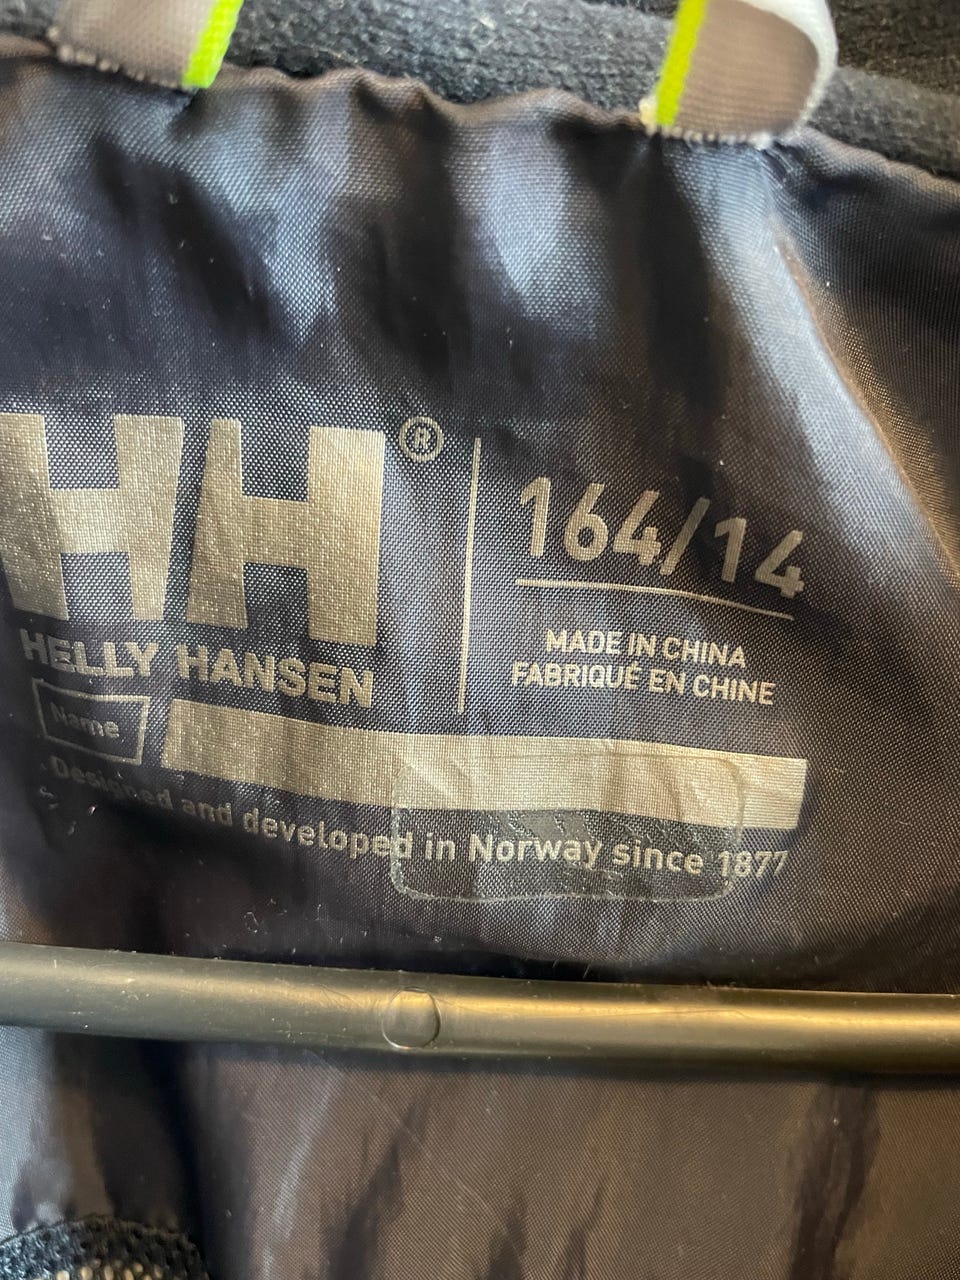 HH®
HELLY HANSEN
164/14
MADE IN CHINA
FABRIQUÉ EN CHINE
Name
Designed and developed in Norway since 1877